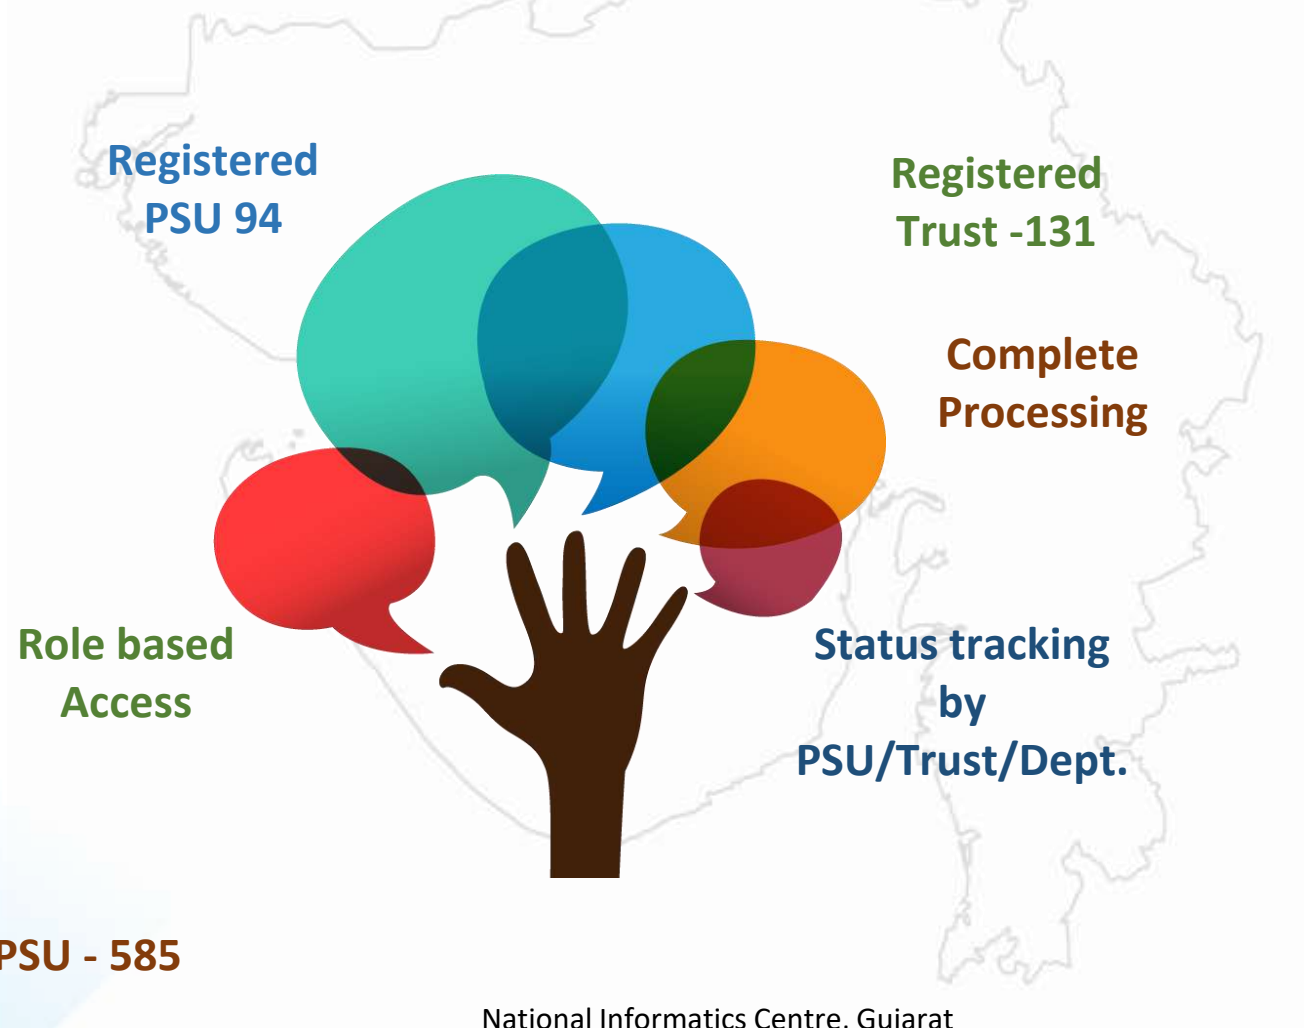 Registered
PSU 94
Registered
Trust -131
Complete
Processing
Role based
Access
Status tracking
by
PSU/Trust/Dept.
PSU - 585
National Informatics Centre, Gujarat